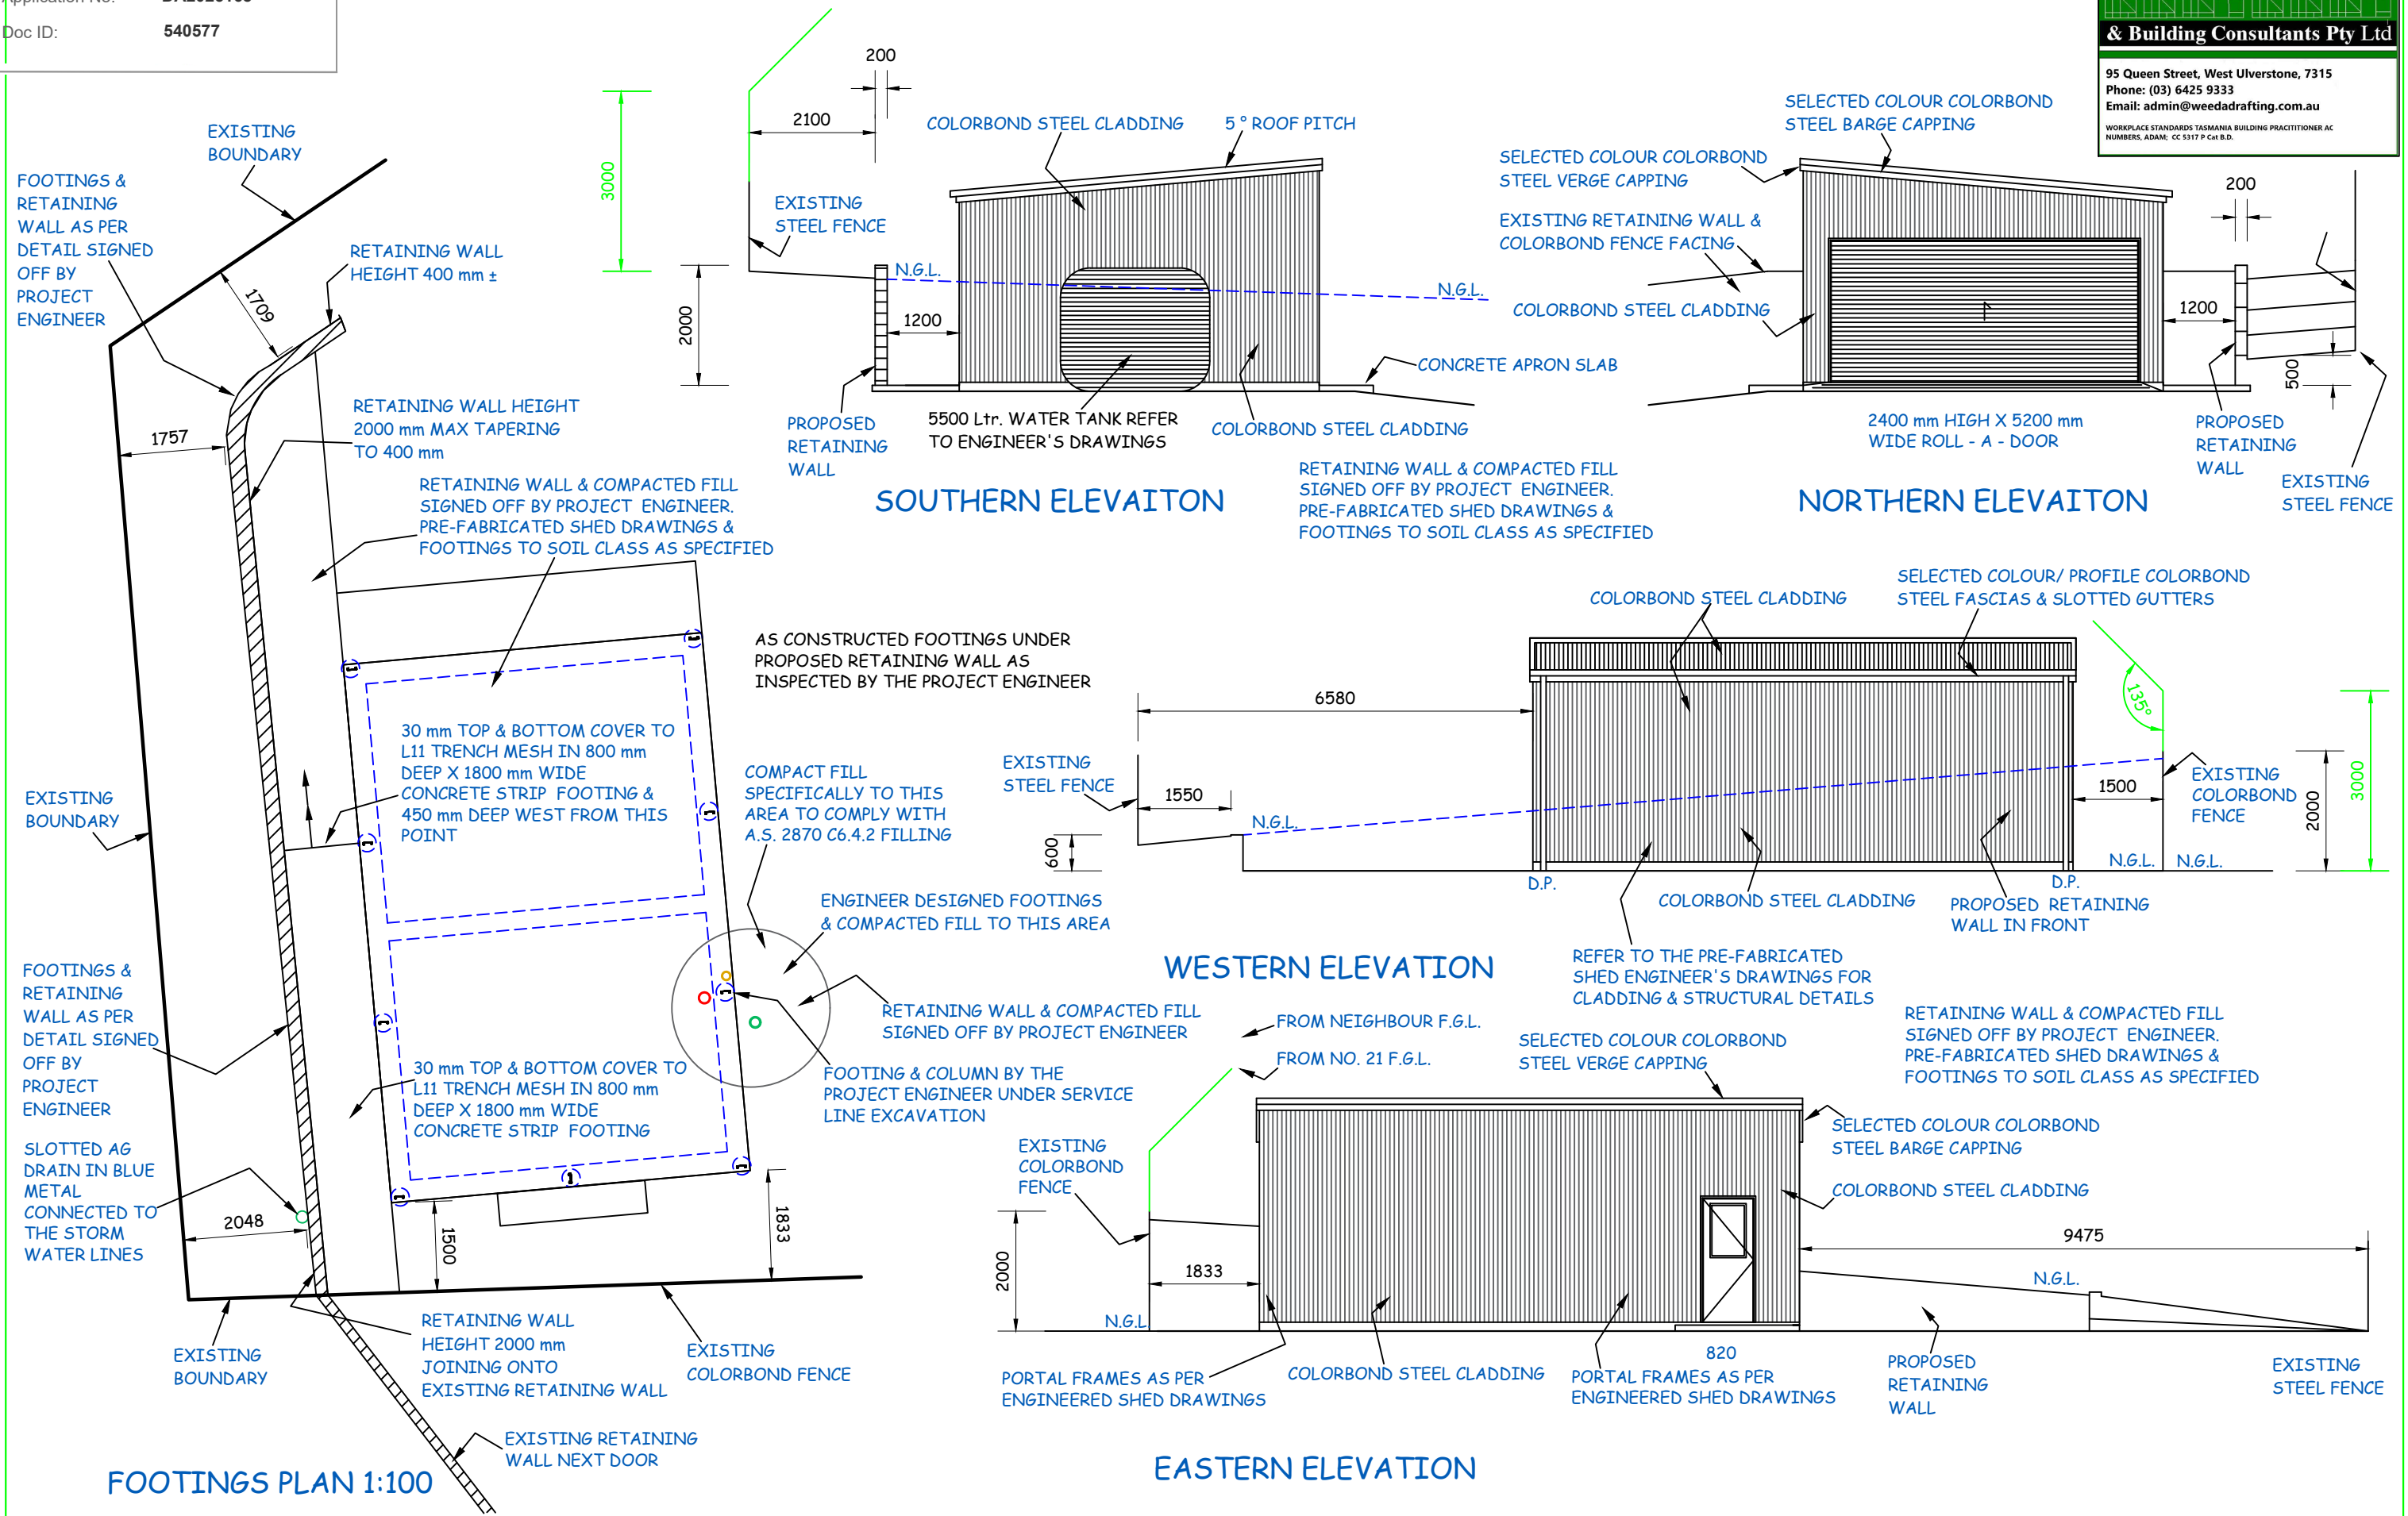 Doc ID: 540577
& Building Consultants Pty Ltd
95 Queen Street, West Ulverstone, 7315
Phone: (03) 6425 9333
Email: admin@weedadrafting.com.au
WORKPLACE STANDARDS TASMANIA BUILDING PRACITITIONER AC
NUMBERS, ADAM; CC 5317 P Cat B.D.
EXISTING
BOUNDARY
FOOTINGS &
RETAINING
WALL AS PER
DETAIL SIGNED
OFF BY
PROJECT
ENGINEER
RETAINING WALL
HEIGHT 400 mm ±
1709
1757
RETAINING WALL HEIGHT
2000 mm MAX TAPERING
TO 400 mm
RETAINING WALL & COMPACTED FILL
SIGNED OFF BY PROJECT ENGINEER.
PRE-FABRICATED SHED DRAWINGS &
FOOTINGS TO SOIL CLASS AS SPECIFIED
AS CONSTRUCTED FOOTINGS UNDER
PROPOSED RETAINING WALL AS
INSPECTED BY THE PROJECT ENGINEER
30 mm TOP & BOTTOM COVER TO
L11 TRENCH MESH IN 800 mm
DEEP X 1800 mm WIDE
CONCRETE STRIP FOOTING &
450 mm DEEP WEST FROM THIS
POINT
COMPACT FILL
SPECIFICALLY TO THIS
AREA TO COMPLY WITH
A.S. 2870 C6.4.2 FILLING
EXISTING
BOUNDARY
ENGINEER DESIGNED FOOTINGS
& COMPACTED FILL TO THIS AREA
RETAINING WALL & COMPACTED FILL
SIGNED OFF BY PROJECT ENGINEER
FOOTING & COLUMN BY THE
PROJECT ENGINEER UNDER SERVICE
LINE EXCAVATION
FOOTINGS &
RETAINING
WALL AS PER
DETAIL SIGNED
OFF BY
PROJECT
ENGINEER
30 mm TOP & BOTTOM COVER TO
L11 TRENCH MESH IN 800 mm
DEEP X 1800 mm WIDE
CONCRETE STRIP FOOTING
SLOTTED AG
DRAIN IN BLUE
METAL
CONNECTED TO
THE STORM
WATER LINES
2048
1500
1833
EXISTING
BOUNDARY
RETAINING WALL
HEIGHT 2000 mm
JOINING ONTO
EXISTING RETAINING WALL
EXISTING
COLORBOND FENCE
EXISTING RETAINING
WALL NEXT DOOR
FOOTINGS PLAN 1:100
200
2100
3000
COLORBOND STEEL CLADDING
5 ° ROOF PITCH
EXISTING
STEEL FENCE
N.G.L.
N.G.L.
2000
1200
CONCRETE APRON SLAB
PROPOSED
RETAINING
WALL
5500 Ltr. WATER TANK REFER
TO ENGINEER'S DRAWINGS
COLORBOND STEEL CLADDING
SOUTHERN ELEVAITON
RETAINING WALL & COMPACTED FILL
SIGNED OFF BY PROJECT ENGINEER.
PRE-FABRICATED SHED DRAWINGS &
FOOTINGS TO SOIL CLASS AS SPECIFIED
SELECTED COLOUR COLORBOND
STEEL BARGE CAPPING
SELECTED COLOUR COLORBOND
STEEL VERGE CAPPING
EXISTING RETAINING WALL &
COLORBOND FENCE FACING
COLORBOND STEEL CLADDING
200
1200
500
2400 mm HIGH X 5200 mm
WIDE ROLL - A - DOOR
PROPOSED
RETAINING
WALL
EXISTING
STEEL FENCE
NORTHERN ELEVAITON
COLORBOND STEEL CLADDING
SELECTED COLOUR/ PROFILE COLORBOND
STEEL FASCIAS & SLOTTED GUTTERS
6580
135°
EXISTING
STEEL FENCE
1550
N.G.L.
600
1500
EXISTING
COLORBOND
FENCE
2000
3000
N.G.L.
N.G.L.
D.P.
D.P.
COLORBOND STEEL CLADDING
PROPOSED RETAINING
WALL IN FRONT
REFER TO THE PRE-FABRICATED
SHED ENGINEER'S DRAWINGS FOR
CLADDING & STRUCTURAL DETAILS
WESTERN ELEVATION
RETAINING WALL & COMPACTED FILL
SIGNED OFF BY PROJECT ENGINEER.
PRE-FABRICATED SHED DRAWINGS &
FOOTINGS TO SOIL CLASS AS SPECIFIED
FROM NEIGHBOUR F.G.L.
FROM NO. 21 F.G.L.
SELECTED COLOUR COLORBOND
STEEL VERGE CAPPING
SELECTED COLOUR COLORBOND
STEEL BARGE CAPPING
COLORBOND STEEL CLADDING
EXISTING
COLORBOND
FENCE
2000
1833
N.G.L.
9475
N.G.L.
820
PORTAL FRAMES AS PER
ENGINEERED SHED DRAWINGS
COLORBOND STEEL CLADDING
PORTAL FRAMES AS PER
ENGINEERED SHED DRAWINGS
PROPOSED
RETAINING
WALL
EXISTING
STEEL FENCE
EASTERN ELEVATION